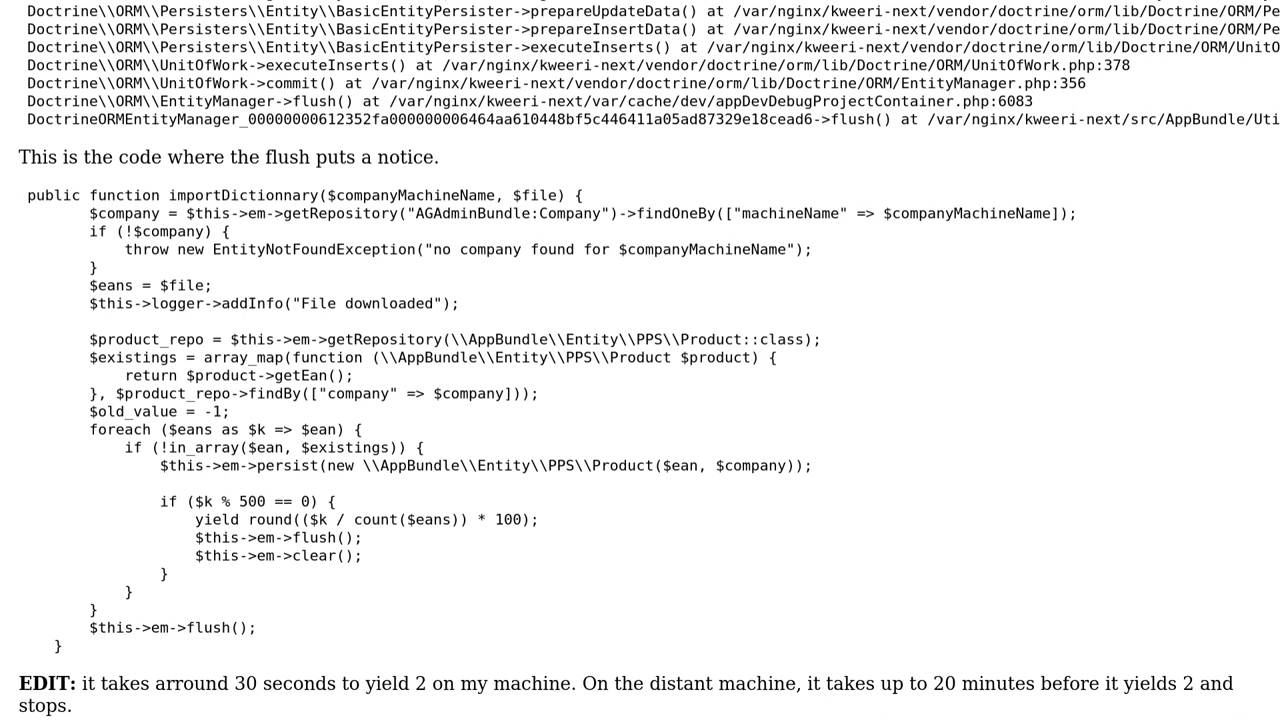 Doctrine\\ORM\\Persisters\\Entity\\BasicEntityPersister->prepareUpdateData() at /var/nginx/kweeri-next/vendor/doctrine/orm/lib/Doctrine/ORM/Pe
Doctrine\\ORM\\Persisters\\Entity\\BasicEntityPersister->prepareInsertData() at /var/nginx/kweeri-next/vendor/doctrine/orm/lib/Doctrine/ORM/Pe
Doctrine\\ORM\\Persisters\\Entity\\BasicEntityPersister->executeInserts() at /var/nginx/kweeri-next/vendor/doctrine/orm/lib/Doctrine/ORM/UnitO
Doctrine\\ORM\\UnitOfWork->executeInserts() at /var/nginx/kweeri-next/vendor/doctrine/orm/lib/Doctrine/ORM/UnitOfWork.php:378
Doctrine\\ORM\\UnitOfWork->commit() at /var/nginx/kweeri-next/vendor/doctrine/orm/lib/Doctrine/ORM/EntityManager.php:356
Doctrine\\ORM\\EntityManager->flush() at /var/nginx/kweeri-next/var/cache/dev/appDevDebugProjectContainer.php:6083
DoctrineORMEntityManager_00000000612352fa000000006464aa610448bf5c446411a05ad87329e18cead6->flush() at /var/nginx/kweeri-next/src/AppBundle/Uti
This is the code where the flush puts a notice.
public function importDictionnary($companyMachineName, $file) {
$company = $this->em->getRepository("AGAdminBundle:Company")->findOneBy(["machineName" => $companyMachineName]);
if (!$company) {
throw new EntityNotFoundException("no company found for $companyMachineName");
}
$eans = $file;
$this->logger->addInfo("File downloaded");
$product_repo = $this->em->getRepository(\\AppBundle\\Entity\\PPS\\Product::class);
$existings = array_map(function (\\AppBundle\\Entity\\PPS\\Product $product) {
return $product->getEan();
}, $product_repo->findBy(["company" => $company]));
$old_value = -1;
foreach ($eans as $k => $ean) {
if (!in_array($ean, $existings)) {
$this->em->persist(new \\AppBundle\\Entity\\PPS\\Product($ean, $company));
if ($k % 500 == 0) {
yield round(($k / count($eans)) * 100);
$this->em->flush();
$this->em->clear();
}
}
}
$this->em->flush();
}
EDIT: it takes arround 30 seconds to yield 2 on my machine. On the distant machine, it takes up to 20 minutes before it yields 2 and
stops.